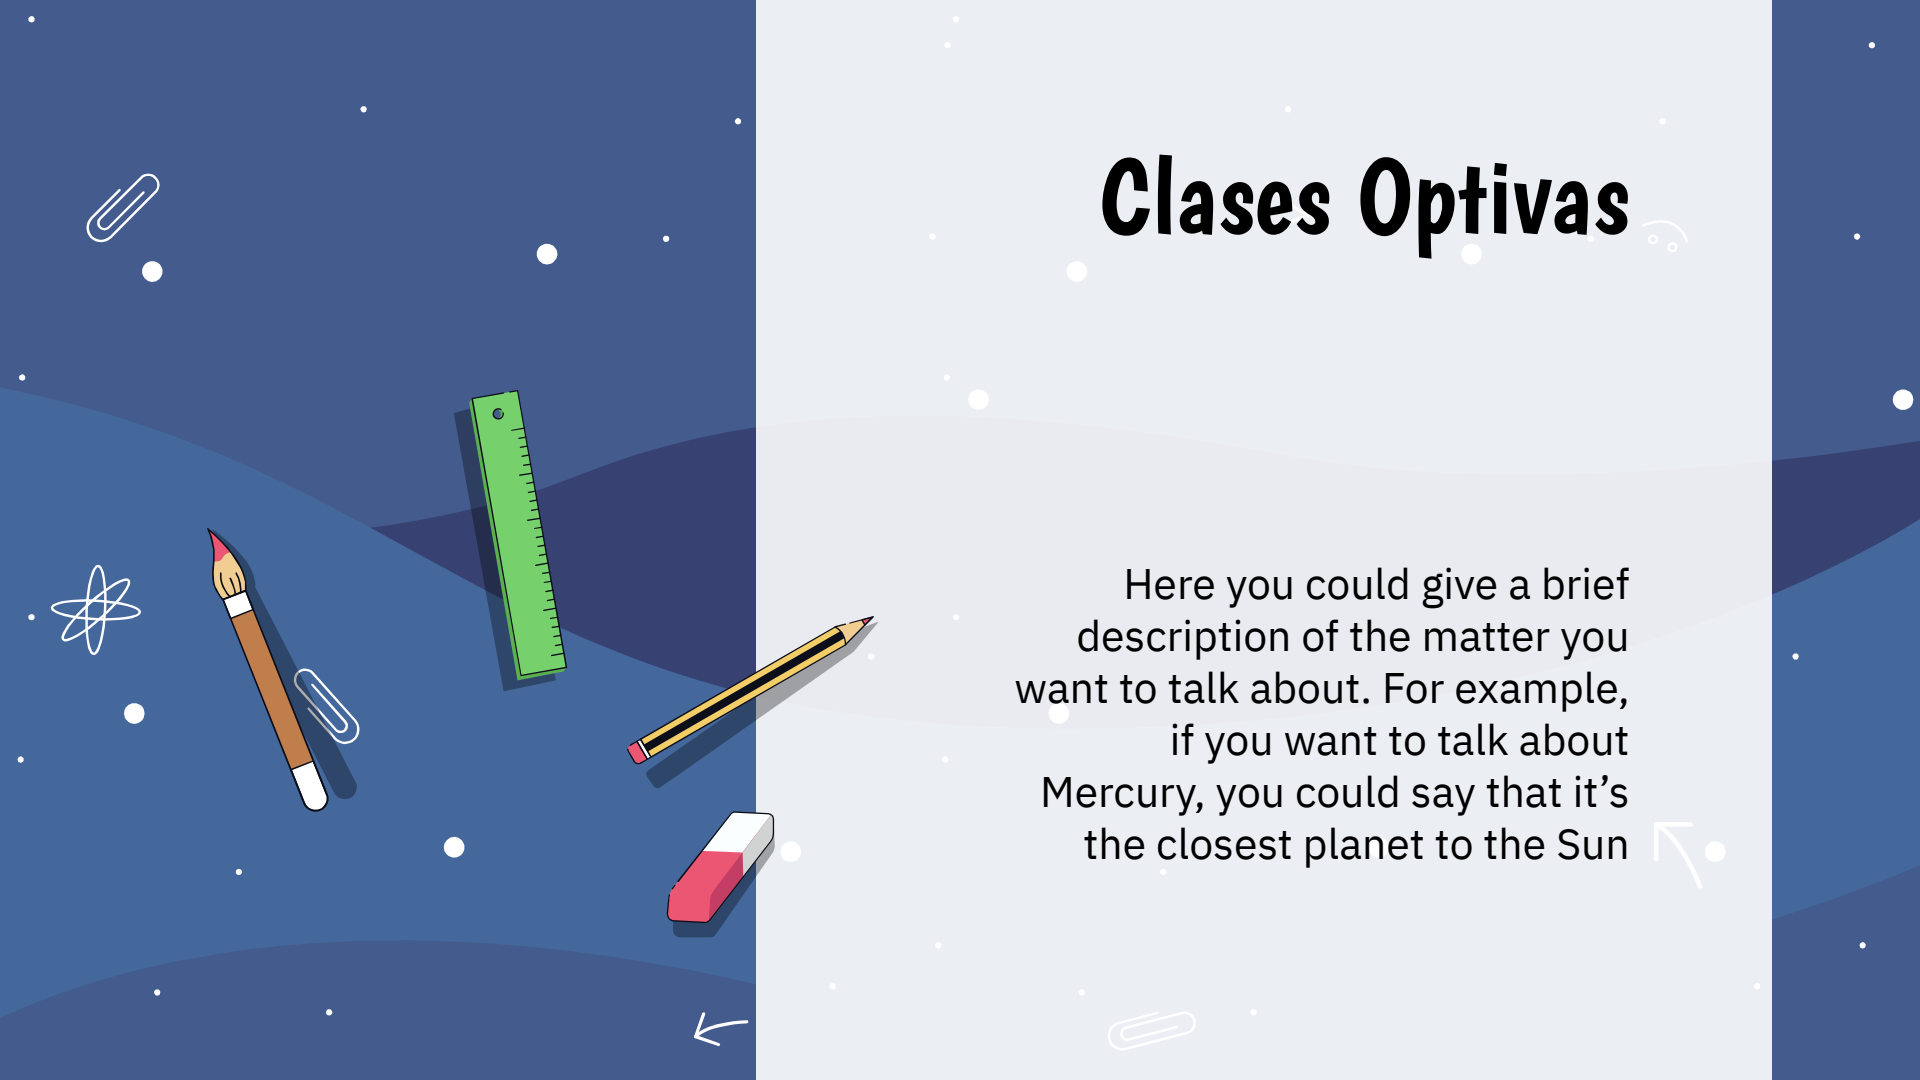 Clases Optivas
Here you could give a brief
description of the matter you
want to talk about. For example,
if you want to talk about
Mercury, you could say that it’s
the closest planet to the Sun